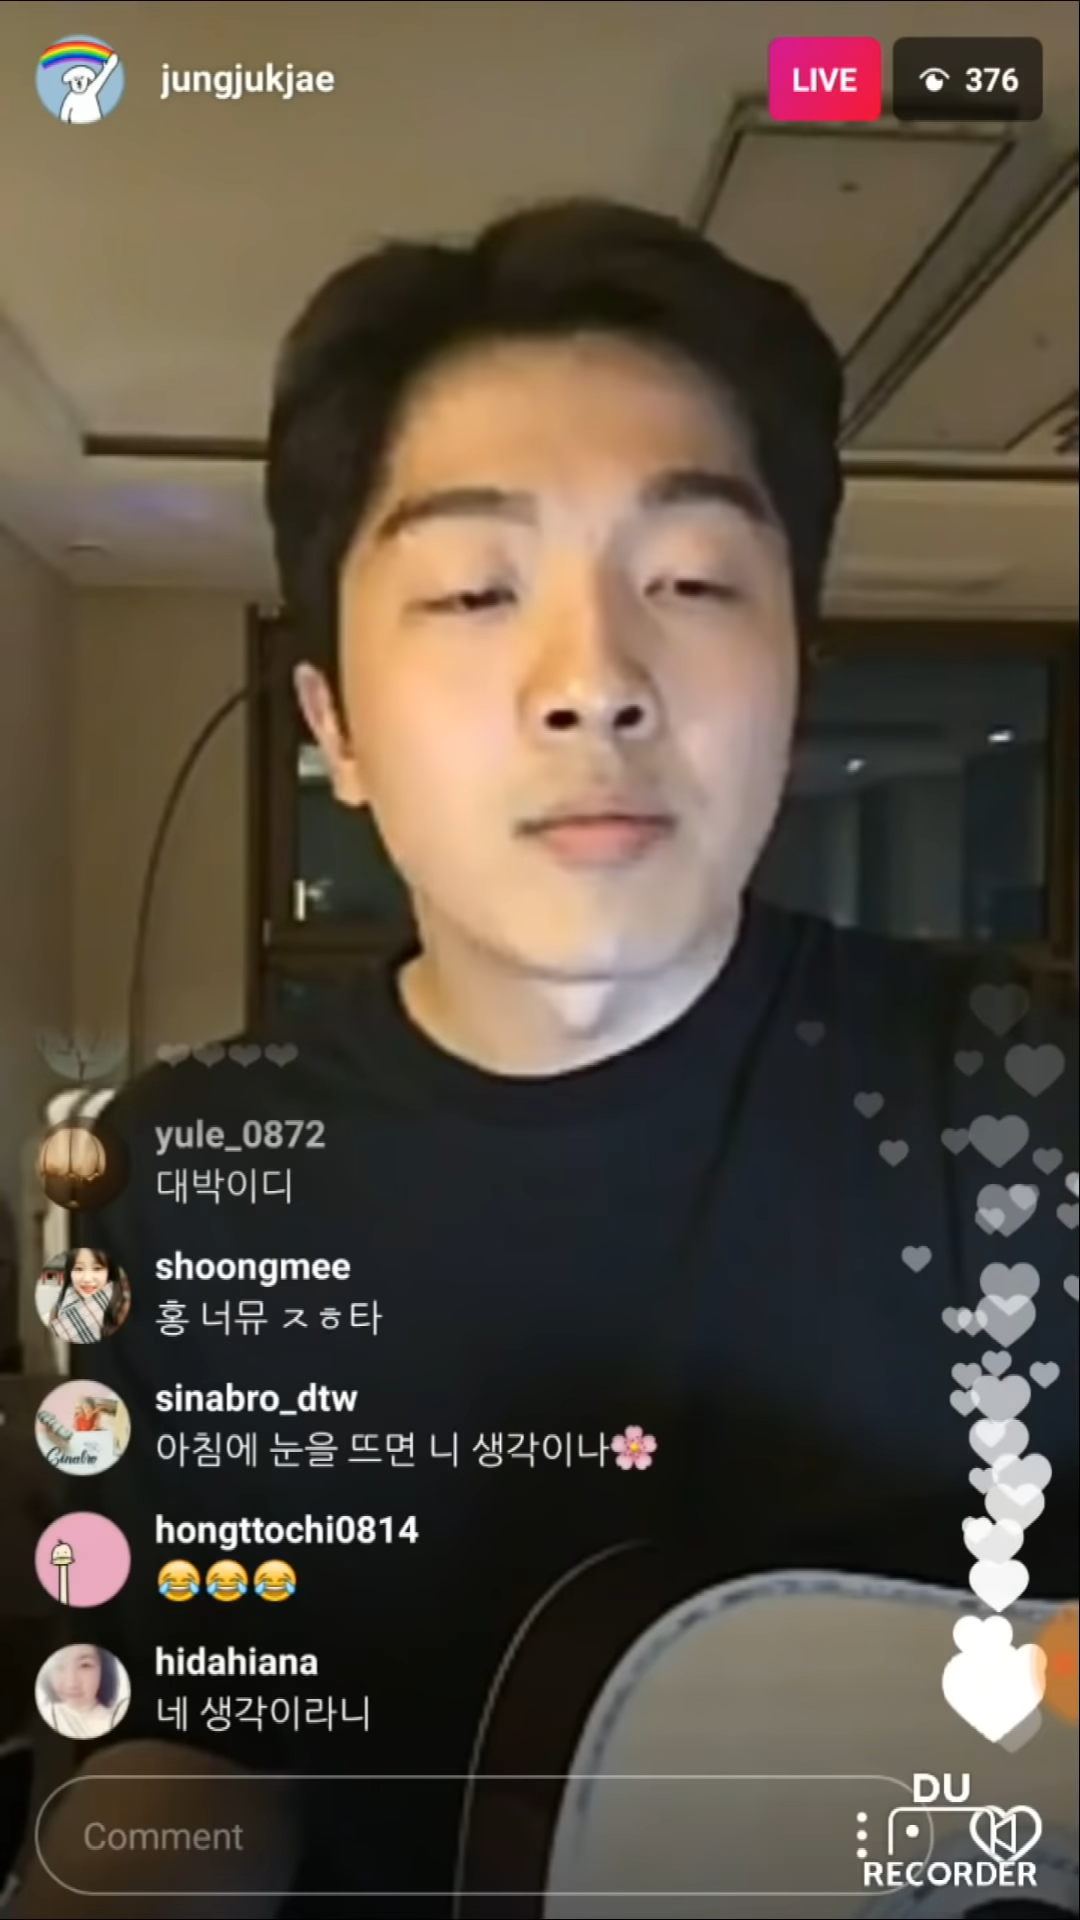 jungjukjae
LIVE
376
❤❤❤❤
yule_0872
대박이디
shoongmee
홍 너뮤 ㅈㅎ타
sinabro_dtw
아침에 눈을 뜨면 니 생각이나🌸
hongttochi0814
😂😂😂
hidahiana
네 생각이라니
Comment
DU
RECORDER